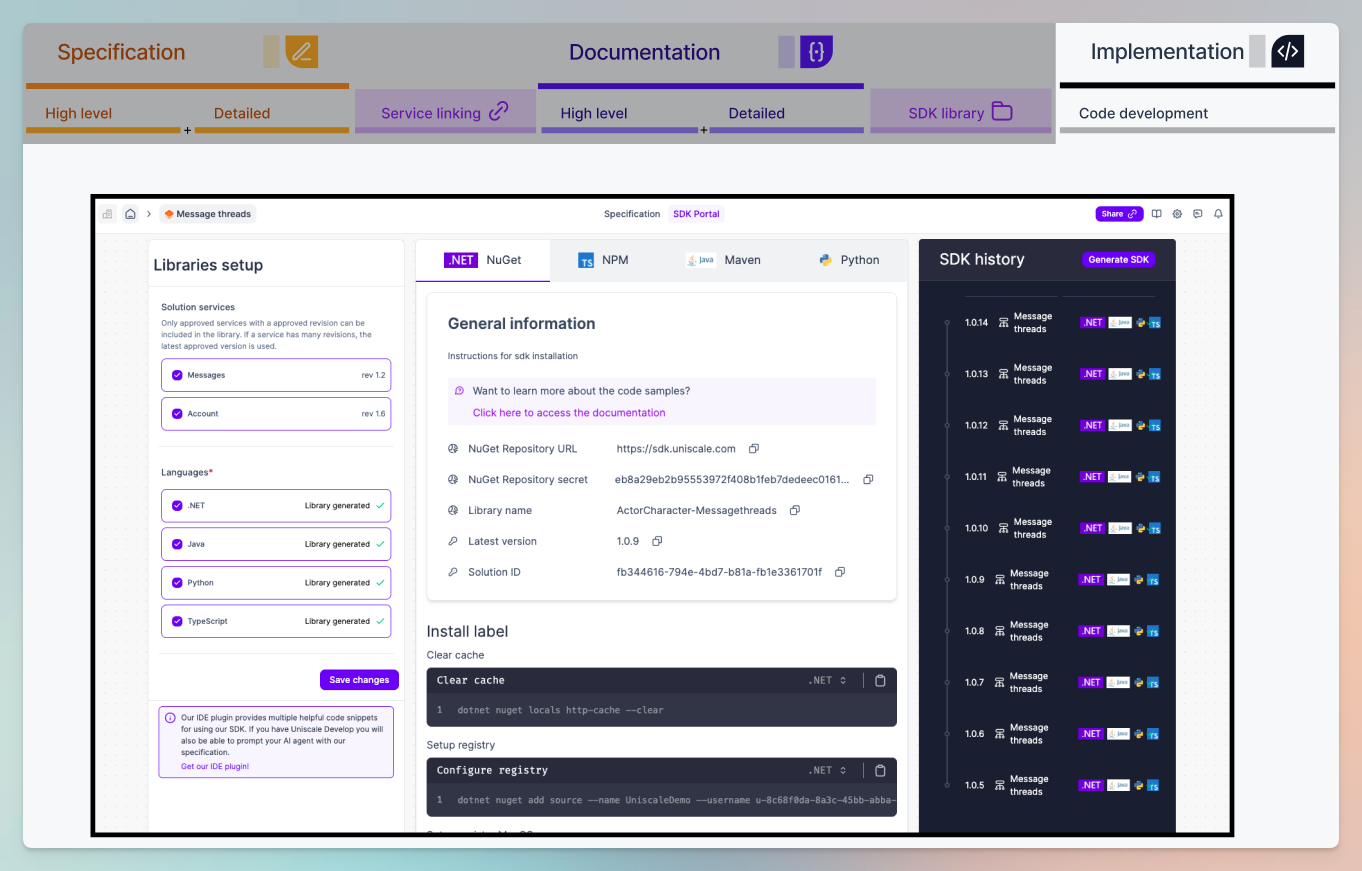 Specification
Documentation
Implementation
High level
Detailed
Service linking
High level
Detailed
SDK library
Code development
+
+
Message threads
Specification
SDK Portal
Share
Libraries setup
Solution services
Only approved services with a approved revision can be
included in the library. If a service has many revisions, the
latest approved version is used.
Messages rev 1.2
Account rev 1.6
Languages*
.NET Library generated
Java Library generated
Python Library generated
TypeScript Library generated
Save changes
Our IDE plugin provides multiple helpful code snippets
for using our SDK. If you have Uniscale Develop you will
also be able to prompt your AI agent with our
specification.
Get our IDE plugin!
.NET NuGet
TS NPM
Java Maven
Python
General information
Instructions for sdk installation
Want to learn more about the code samples?
Click here to access the documentation
NuGet Repository URL https://sdk.uniscale.com
NuGet Repository secret eb8a29eb2b95553972f408b1feb7dedeec0161...
Library name ActorCharacter-Messagethreads
Latest version 1.0.9
Solution ID fb344616-794e-4bd7-b81a-fb1e3361701f
Install label
Clear cache
Clear cache .NET
1 dotnet nuget locals http-cache --clear
Setup registry
Configure registry .NET
1 dotnet nuget add source --name UniscaleDemo --username u-8c68f0da-8a3c-45bb-abba-
SDK history
Generate SDK
1.0.14 Message threads .NET Java TS
1.0.13 Message threads .NET Java TS
1.0.12 Message threads .NET Java TS
1.0.11 Message threads .NET Java TS
1.0.10 Message threads .NET Java TS
1.0.9 Message threads .NET Java TS
1.0.8 Message threads .NET Java TS
1.0.7 Message threads .NET Java TS
1.0.6 Message threads .NET Java TS
1.0.5 Message threads .NET Java TS